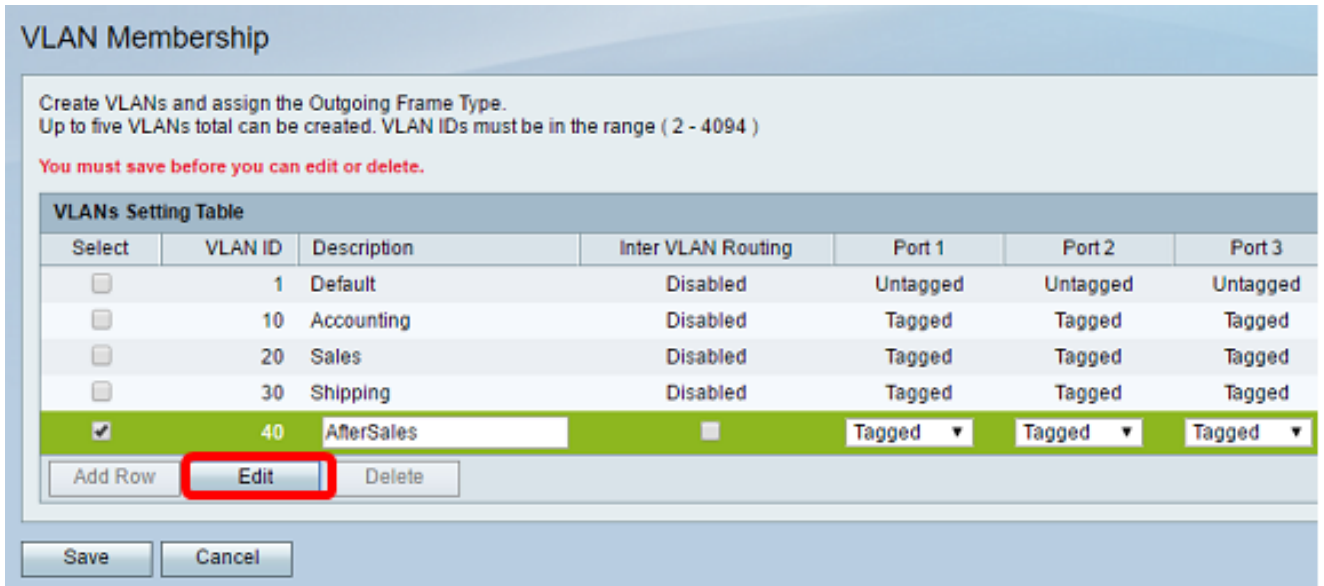 VLAN Membership
Create VLANs and assign the Outgoing Frame Type.
Up to five VLANs total can be created. VLAN IDs must be in the range ( 2 - 4094 )
You must save before you can edit or delete.
VLANs Setting Table
Select VLAN ID Description Inter VLAN Routing Port 1 Port 2 Port 3
1 Default Disabled Untagged Untagged Untagged
10 Accounting Disabled Tagged Tagged Tagged
20 Sales Disabled Tagged Tagged Tagged
30 Shipping Disabled Tagged Tagged Tagged
40 AfterSales Tagged Tagged Tagged
Add Row Edit Delete
Save Cancel